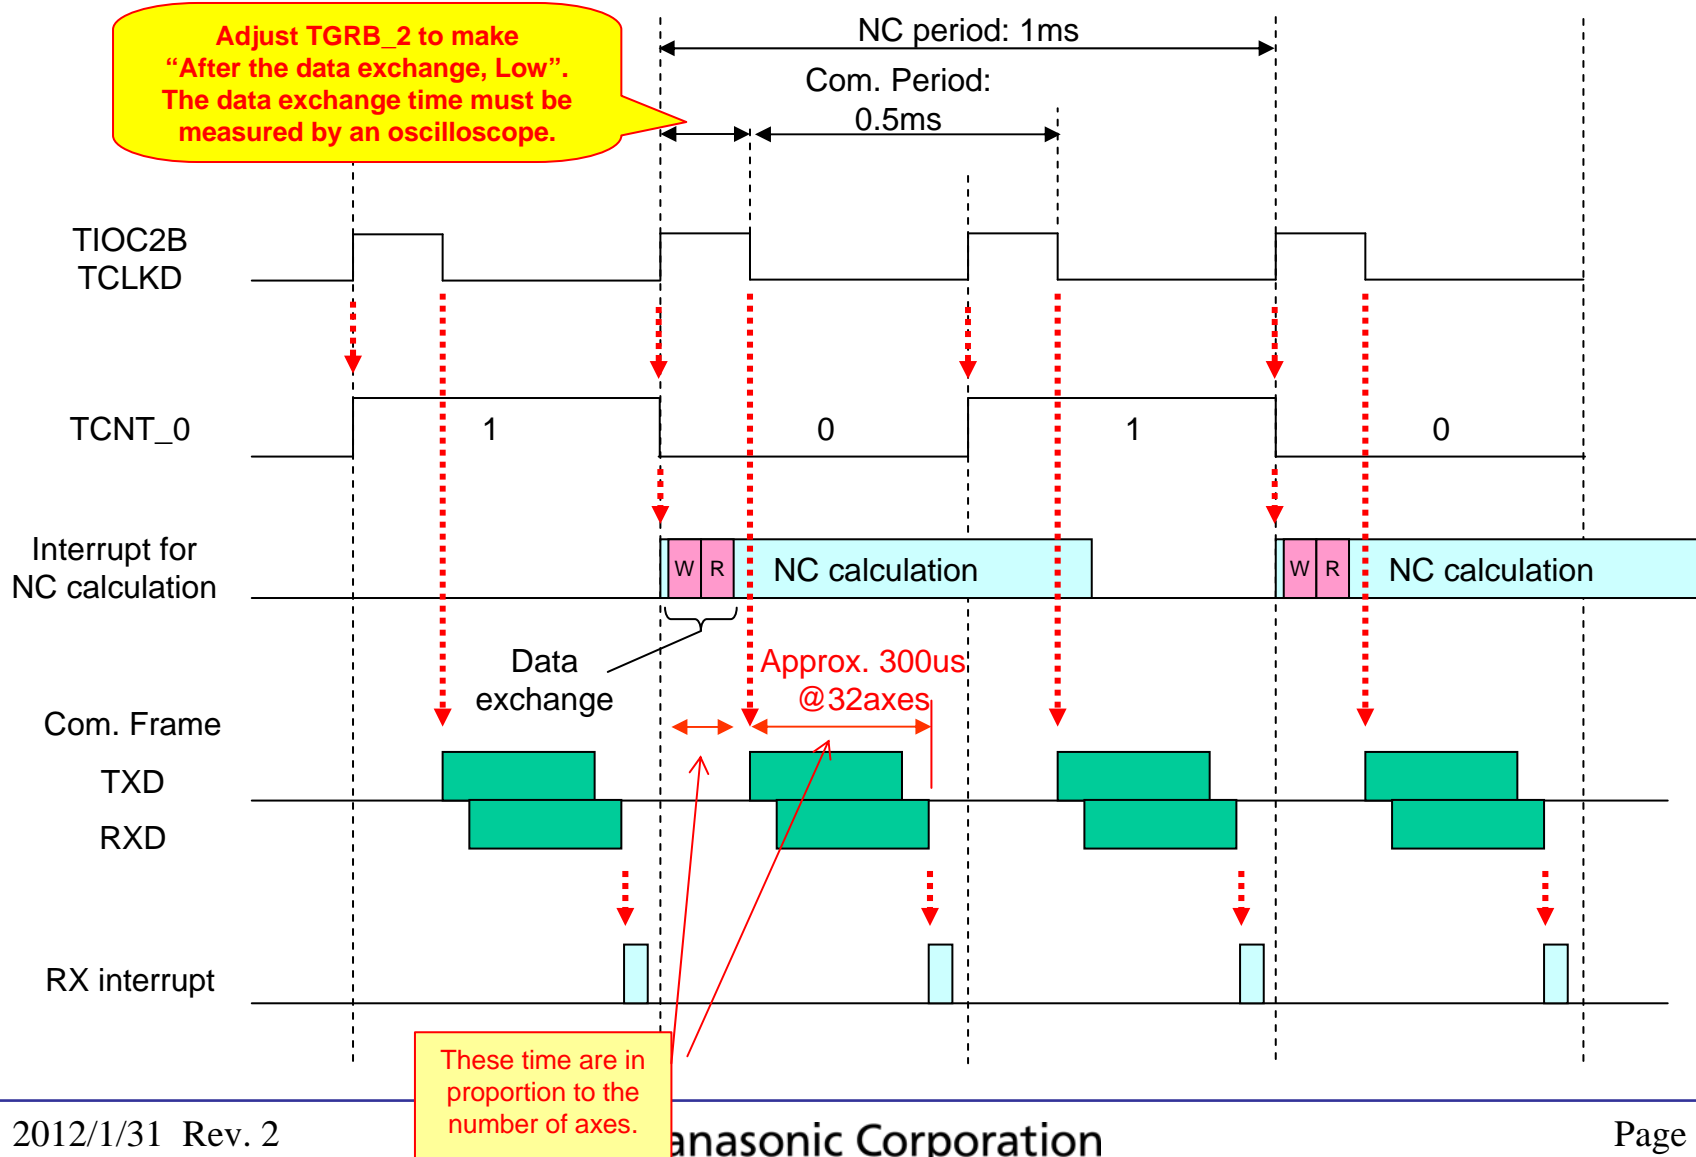 Adjust TGRB_2 to make
“After the data exchange, Low”.
The data exchange time must be
measured by an oscilloscope.
NC period: 1ms
Com. Period:
0.5ms
TIOC2B
TCLKD
TCNT_0
1
0
1
0
Interrupt for
NC calculation
W
R
NC calculation
W
R
NC calculation
Data
exchange
Approx. 300us
@32axes
Com. Frame
TXD
RXD
RX interrupt
These time are in
proportion to the
number of axes.
2012/1/31 Rev. 2
anasonic Corporation
Page